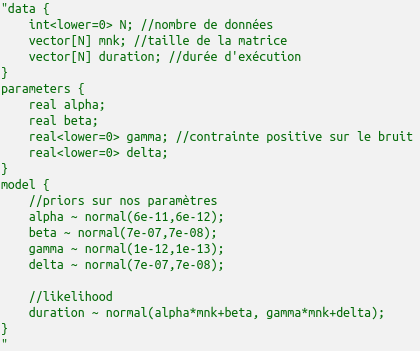 "data {
    int<lower=0> N; //nombre de données
    vector[N] mnk; //taille de la matrice
    vector[N] duration; //durée d'exécution
}
parameters {
    real alpha;
    real beta;
    real<lower=0> gamma; //contrainte positive sur le bruit
    real<lower=0> delta;
}
model {
    //priors sur nos paramètres
    alpha ~ normal(6e-11,6e-12);
    beta ~ normal(7e-07,7e-08);
    gamma ~ normal(1e-12,1e-13);
    delta ~ normal(7e-07,7e-08);

    //likelihood
    duration ~ normal(alpha*mnk+beta, gamma*mnk+delta);
}
"